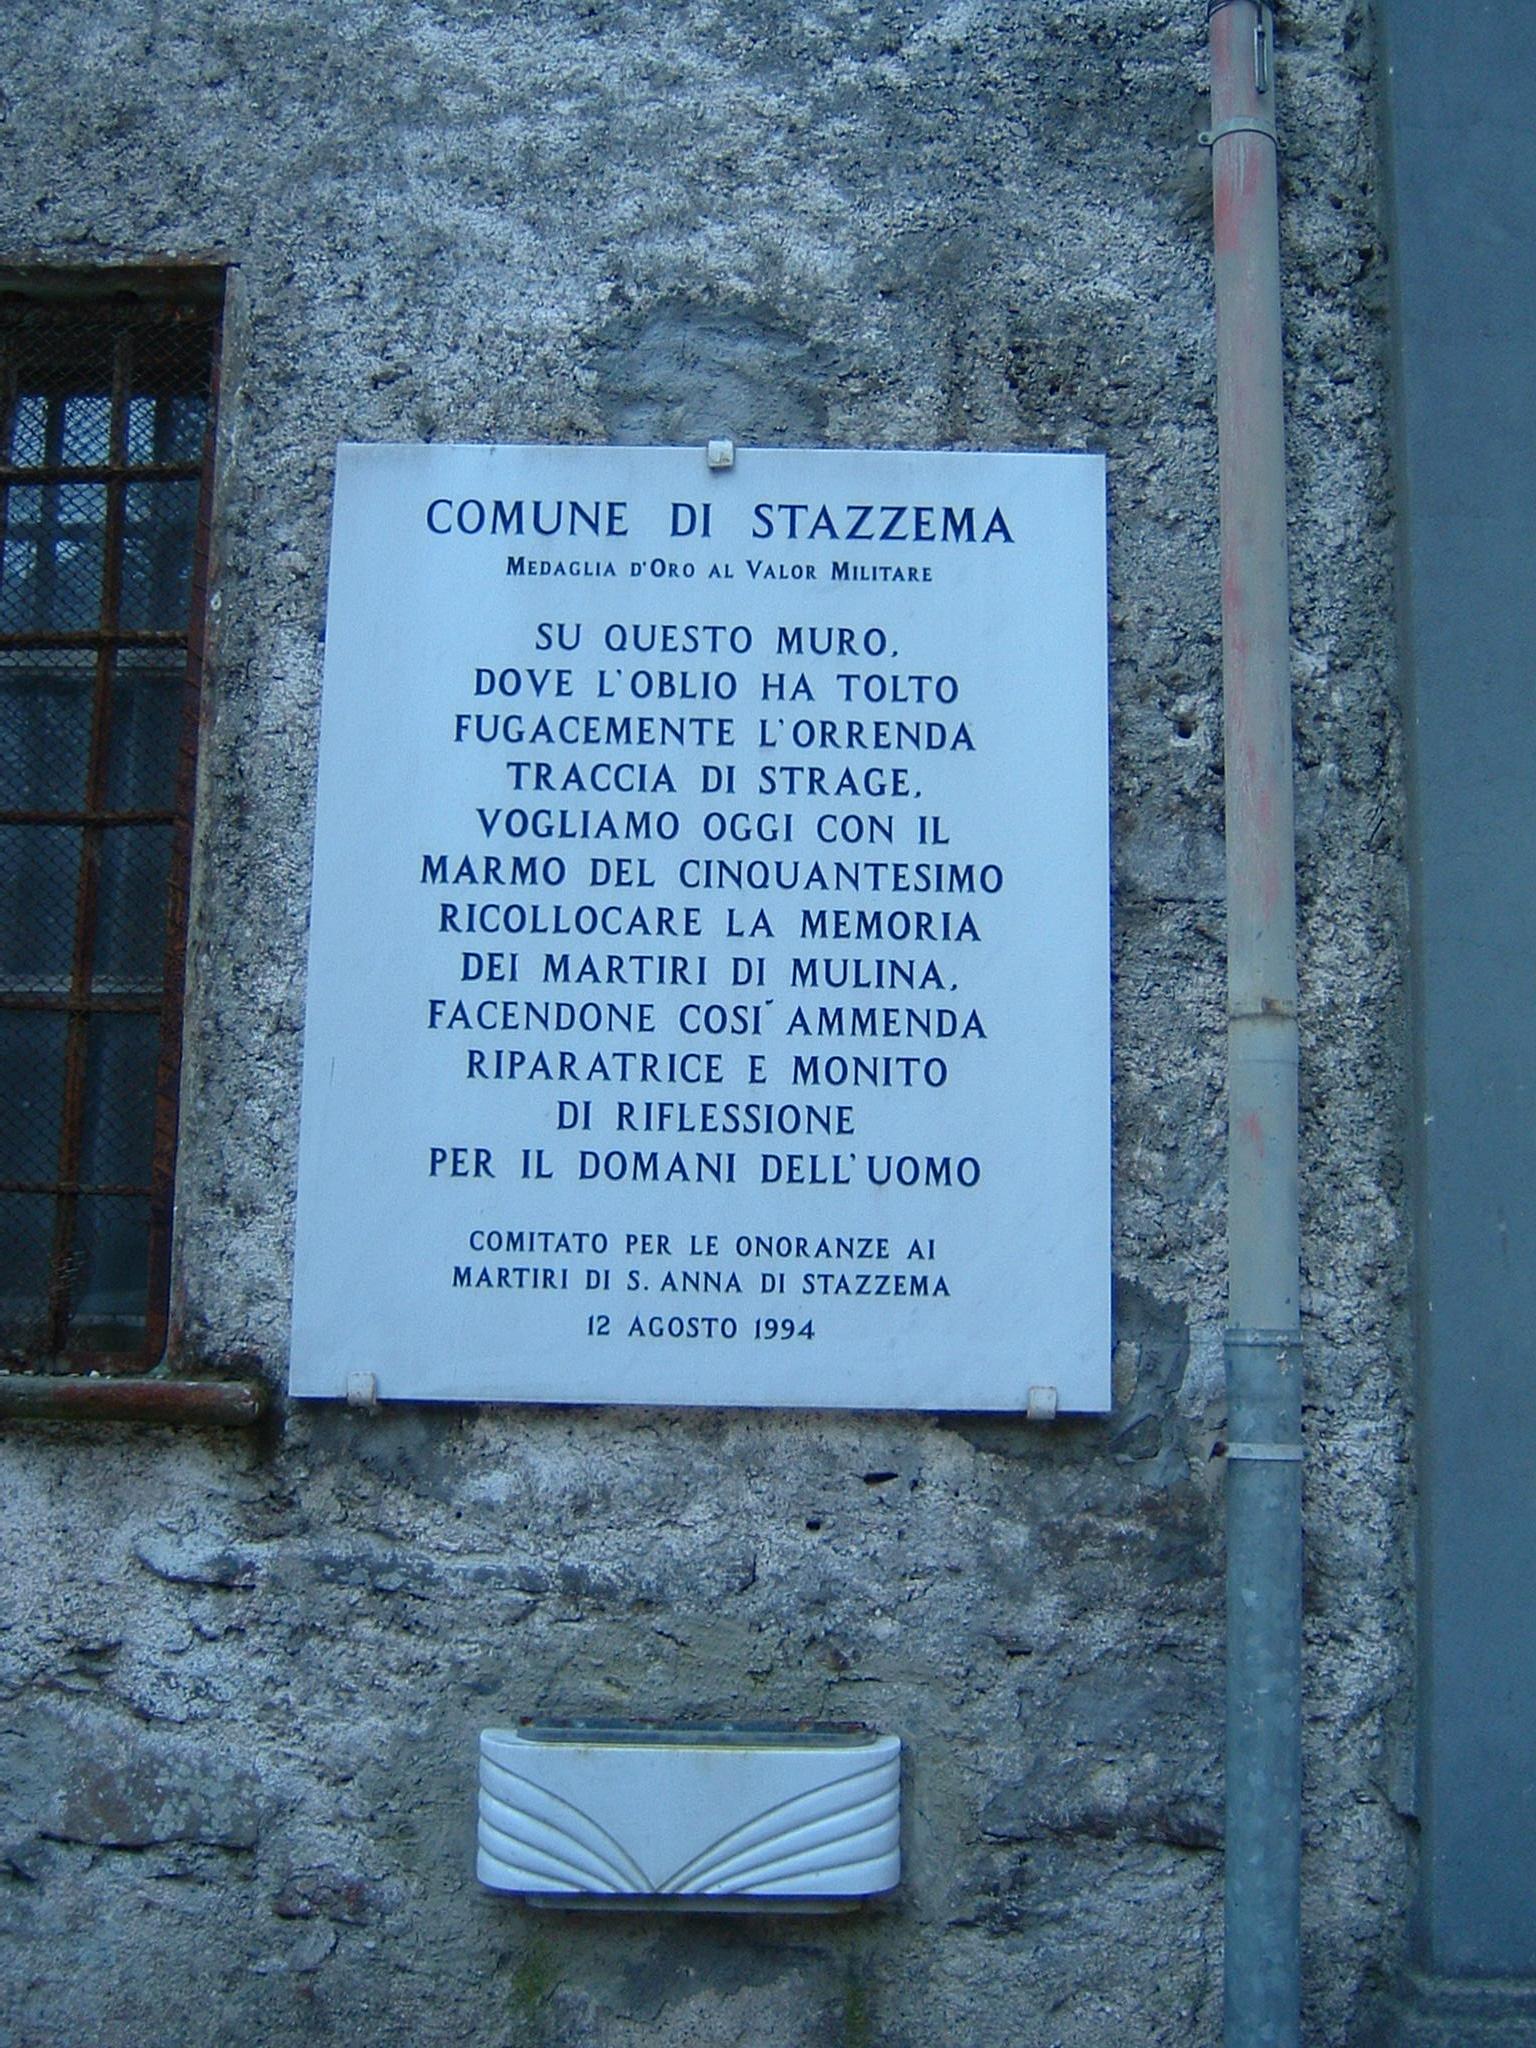 COMUNE DI STAZZEMA
MEDAGLIA D'ORO AL VALOR MILITARE
SU QUESTO MURO,
DOVE L'OBLIO HA TOLTO
FUGACEMENTE L'ORRENDA
TRACCIA DI STRAGE,
VOGLIAMO OGGI CON IL
MARMO DEL CINQUANTESIMO
RICOLLOCARE LA MEMORIA
DEI MARTIRI DI MULINA,
FACENDONE COSI´ AMMENDA
RIPARATRICE E MONITO
DI RIFLESSIONE
PER IL DOMANI DELL'UOMO
COMITATO PER LE ONORANZE AI
MARTIRI DI S. ANNA DI STAZZEMA
12 AGOSTO 1994